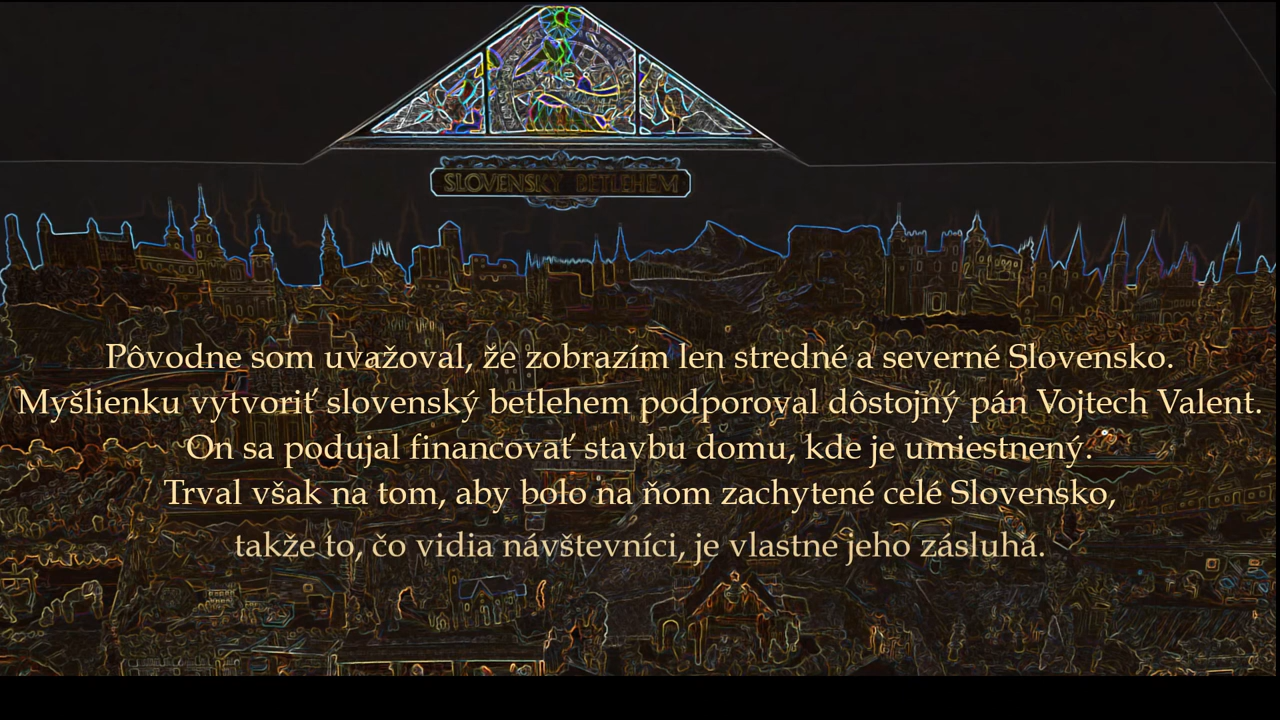 SLOVENSKÝ BETLEHEM
Pôvodne som uvažoval, že zobrazím len stredné a severné Slovensko.
Myšlienku vytvoriť slovenský betlehem podporoval dôstojný pán Vojtech Valent.
On sa podujal financovať stavbu domu, kde je umiestnený.
Trval však na tom, aby bolo na ňom zachytené celé Slovensko,
takže to, čo vidia návštevníci, je vlastne jeho zásluha.